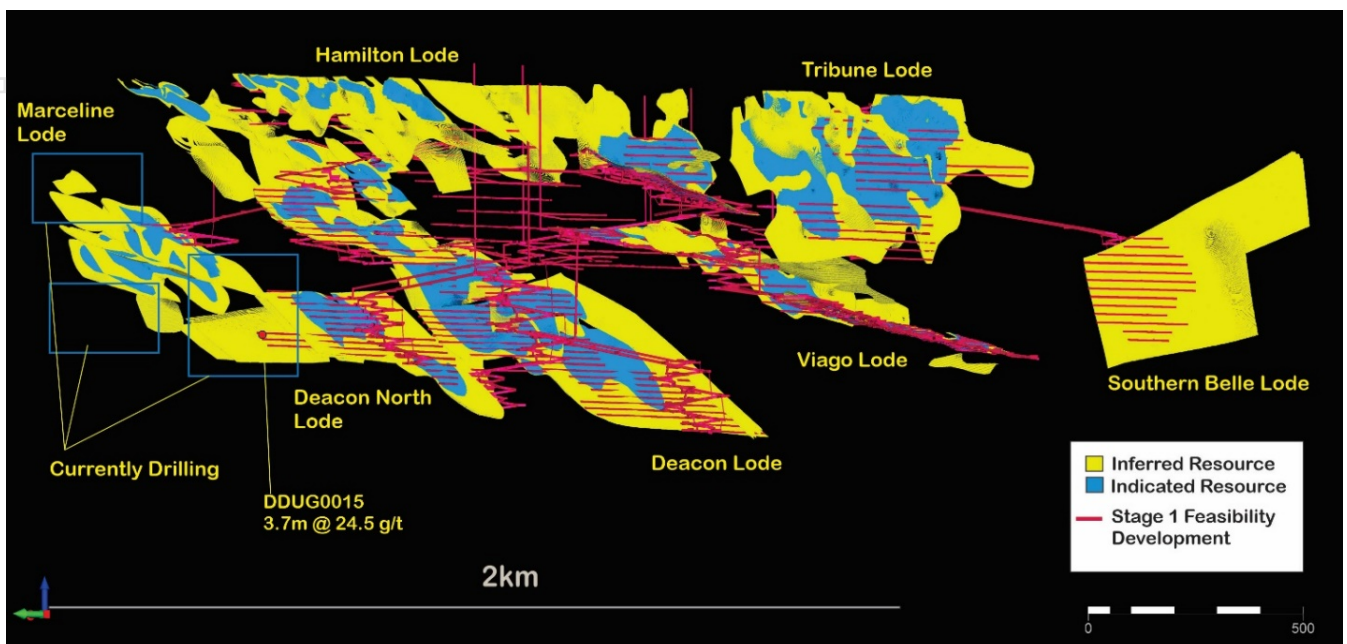 Hamilton Lode
Tribune Lode
Marceline
Lode
Viago Lode
Southern Belle Lode
Deacon North
Lode
Deacon Lode
Currently Drilling
DDUG0015
3.7m @ 24.5 g/t
Inferred Resource
Indicated Resource
Stage 1 Feasibility
Development
2km
0
500